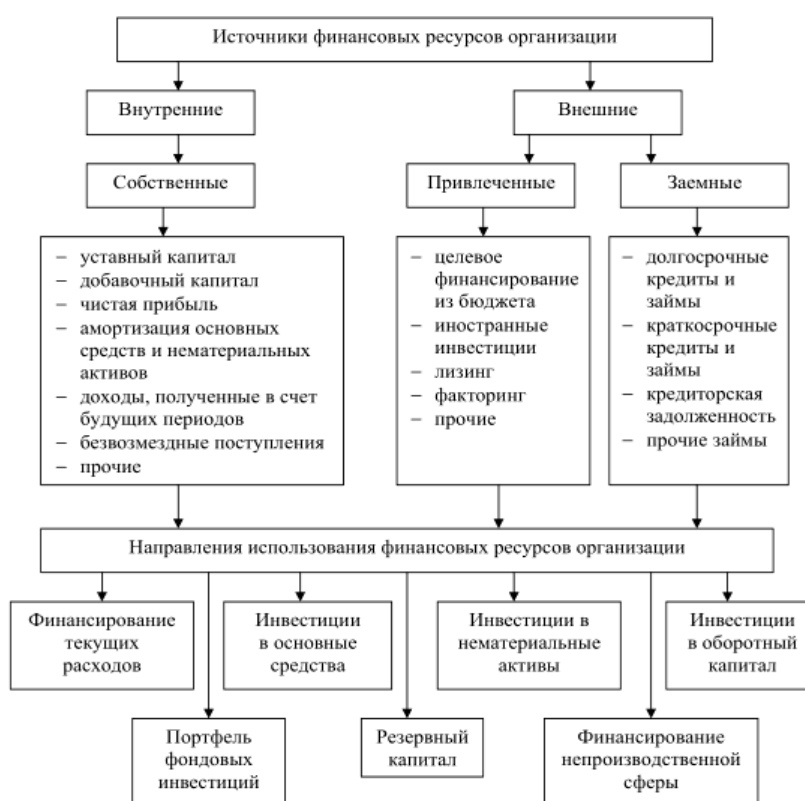 Источники финансовых ресурсов организации
Внутренние
Внешние
Собственные
Привлеченные
Заемные
– уставный капитал
– добавочный капитал
– чистая прибыль
– амортизация основных
средств и нематериальных
активов
– доходы, полученные в счет
будущих периодов
– безвозмездные поступления
– прочие
– целевое
финансирование
из бюджета
– иностранные
инвестиции
– лизинг
– факторинг
– прочие
– долгосрочные
кредиты и
займы
– краткосрочные
кредиты и
займы
– кредиторская
задолженность
– прочие займы
Направления использования финансовых ресурсов организации
Финансирование
текущих
расходов
Инвестиции
в основные
средства
Инвестиции в
нематериальные
активы
Инвестиции
в оборотный
капитал
Портфель
фондовых
инвестиций
Резервный
капитал
Финансирование
непроизводственной
сферы